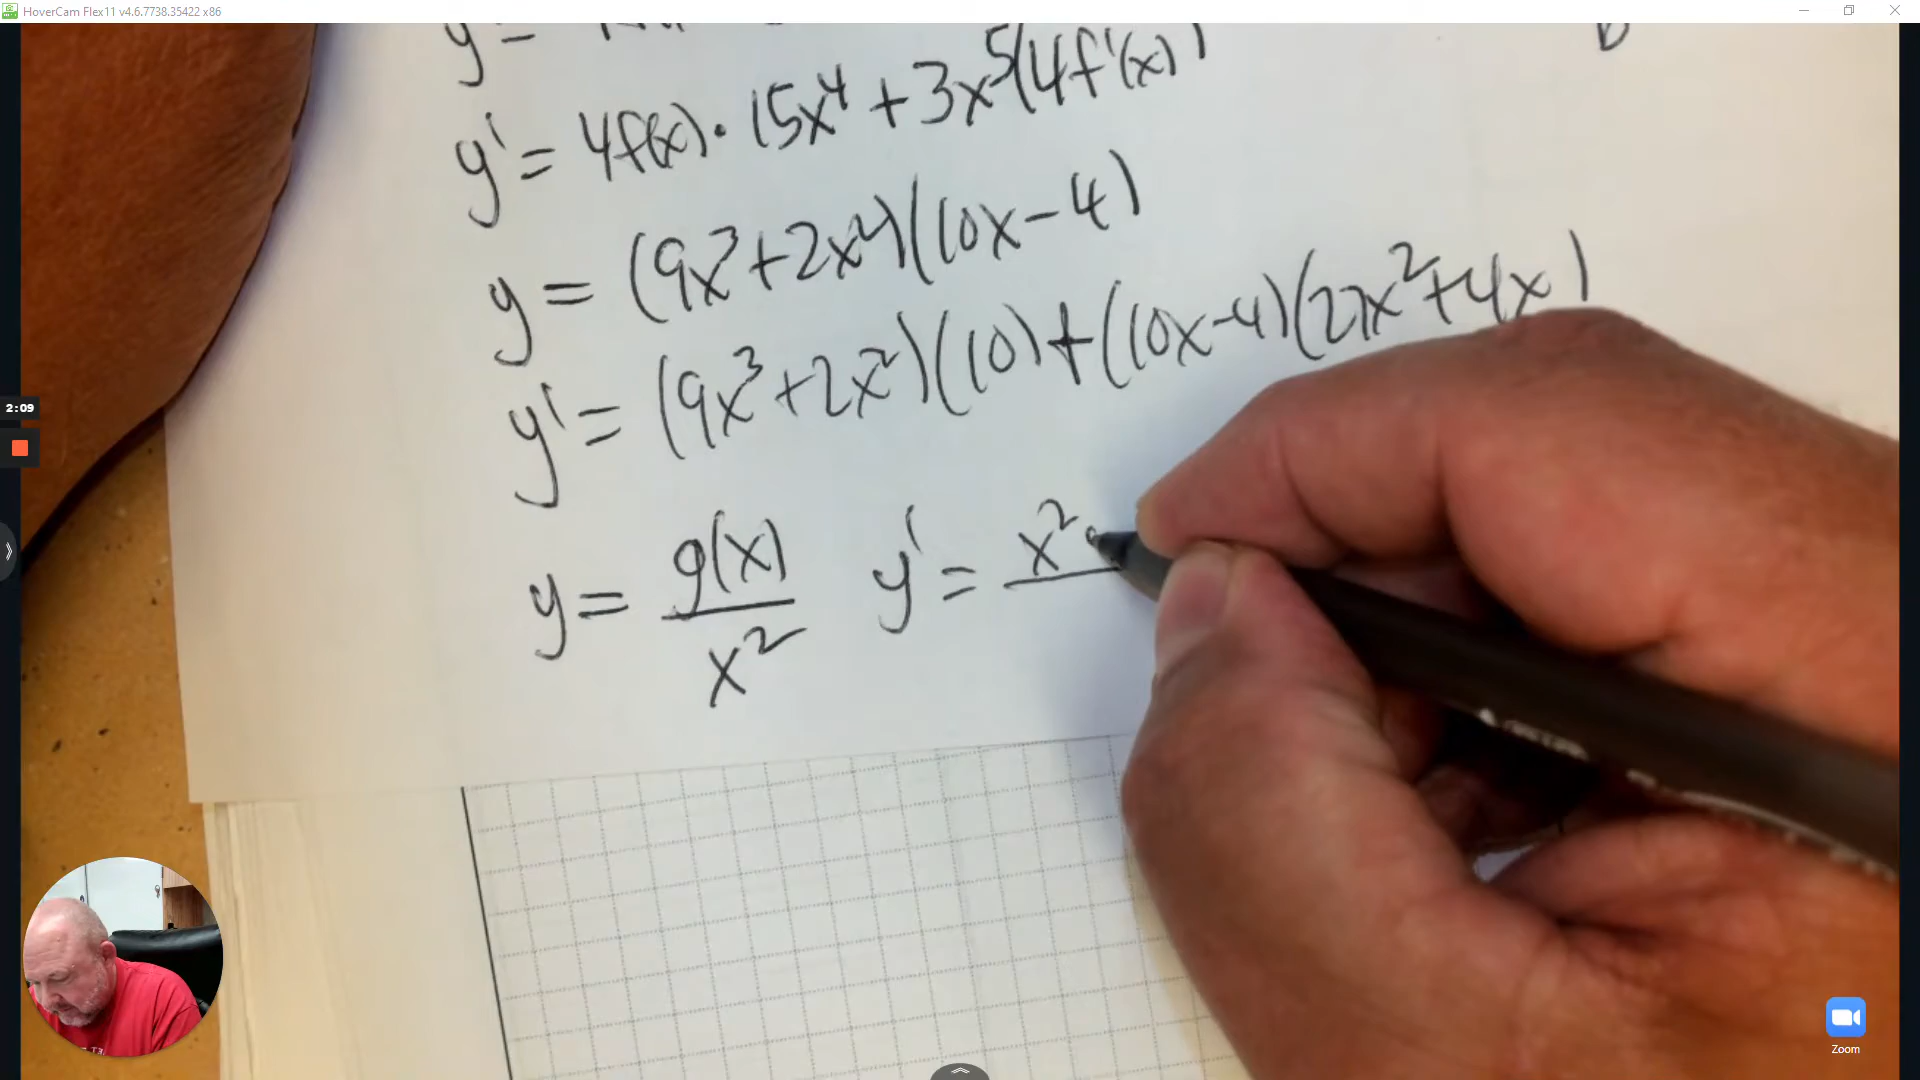 HoverCam Flex11 v4.6.7738.35422 x86
y' = 4f(x) · 15x⁴ + 3x⁵(4f'(x))
y = (9x³+2x²)(10x-4)
y' = (9x³+2x²)(10)+(10x-4)(27x²+4x)
2:09
y = g(x)/x² y' = x²
Zoom